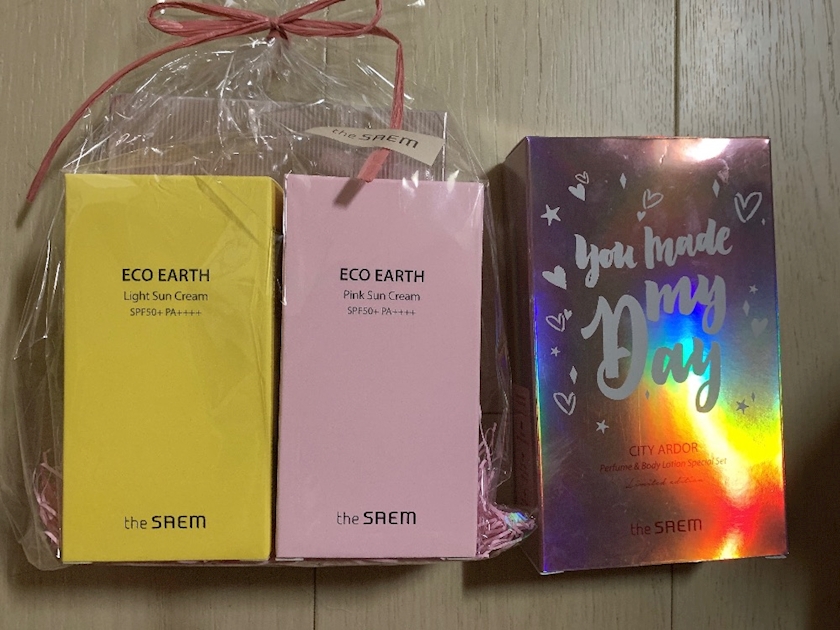 the SAEM
ECO EARTH
Light Sun Cream
SPF50+ PA++++
the SAEM
ECO EARTH
Pink Sun Cream
SPF50+ PA++++
the SAEM
You made
my
Day
CITY ARDOR
Perfume & Body Lotion Special Set
Limited edition
the SAEM